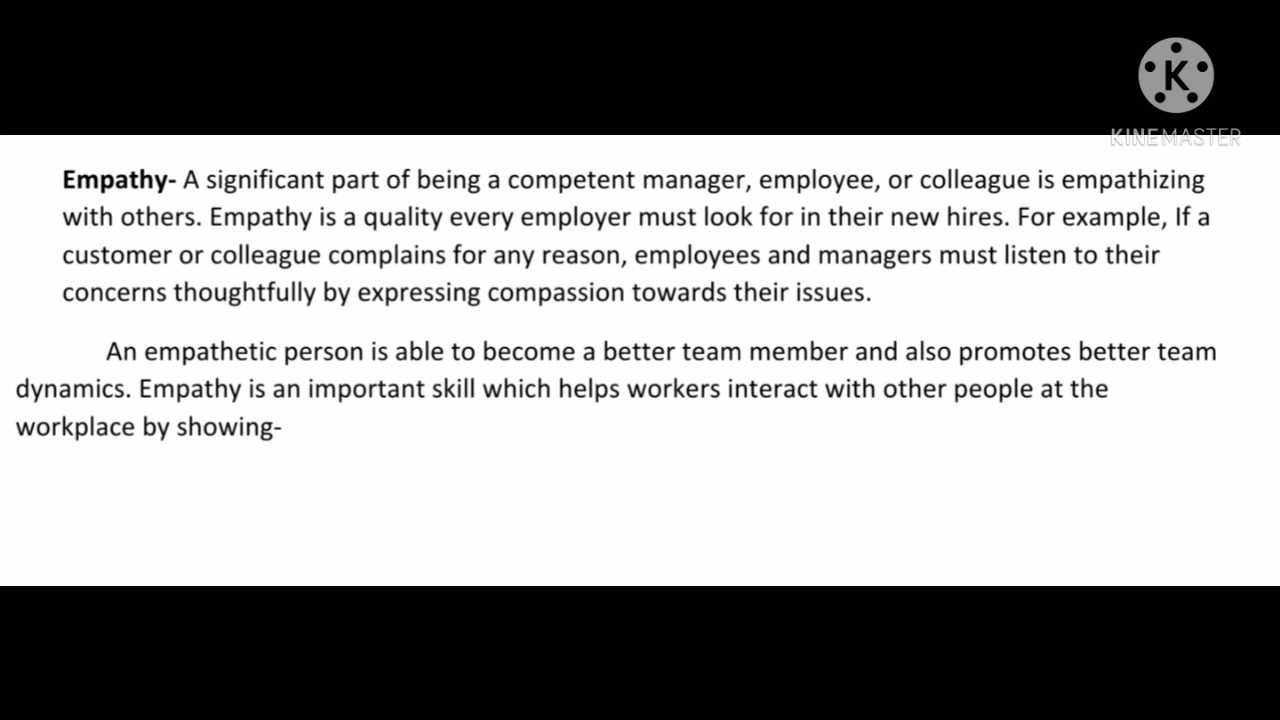 K
KINEMASTER
Empathy- A significant part of being a competent manager, employee, or colleague is empathizing
with others. Empathy is a quality every employer must look for in their new hires. For example, If a
customer or colleague complains for any reason, employees and managers must listen to their
concerns thoughtfully by expressing compassion towards their issues.
An empathetic person is able to become a better team member and also promotes better team
dynamics. Empathy is an important skill which helps workers interact with other people at the
workplace by showing-